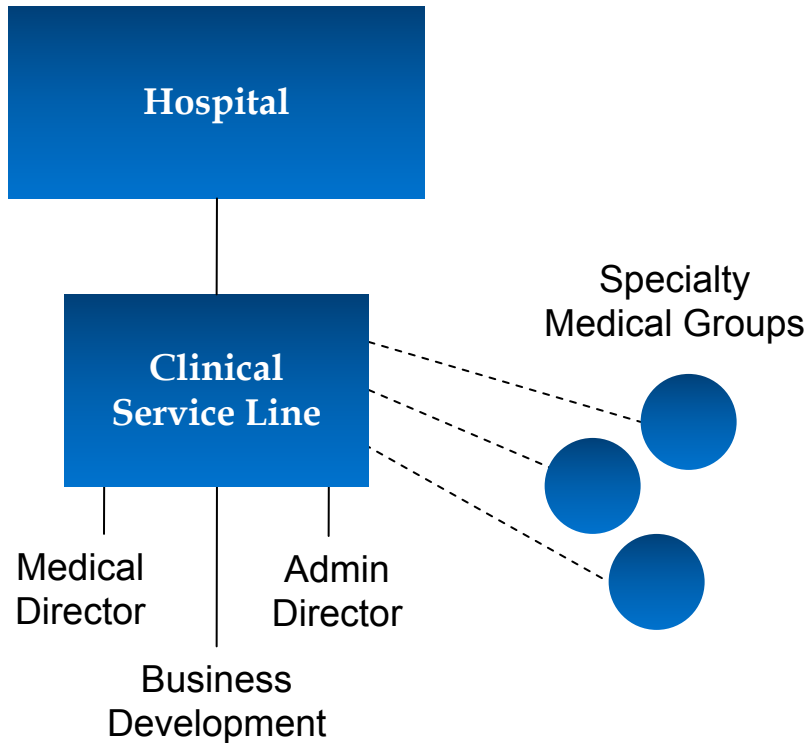 Hospital
Specialty
Medical Groups
Clinical
Service Line
Medical
Director
Admin
Director
Business
Development